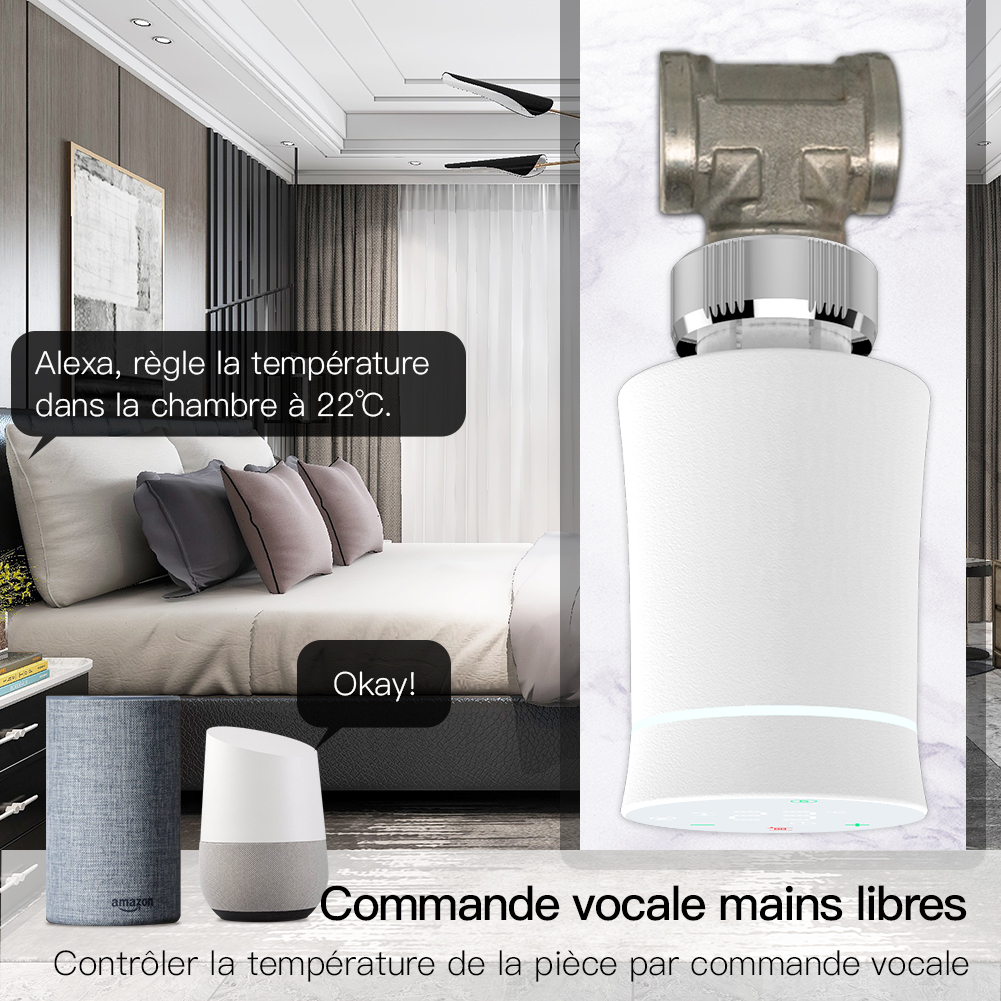 Alexa, règle la température
dans la chambre à 22℃.
Okay!
amazon
Commande vocale mains libres
Contrôler la température de la pièce par commande vocale